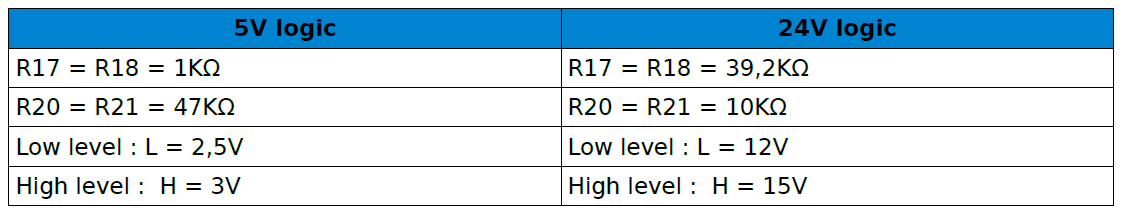 5V logic 24V logic
R17 = R18 = 1KΩ R17 = R18 = 39,2KΩ
R20 = R21 = 47KΩ R20 = R21 = 10KΩ
Low level : L = 2,5V Low level : L = 12V
High level :  H = 3V High level :  H = 15V